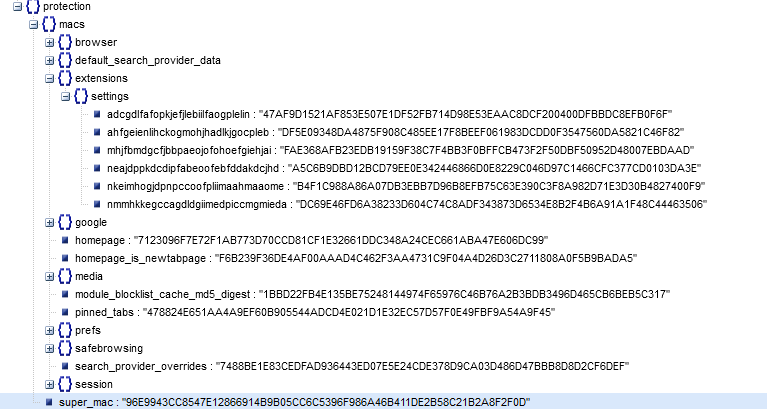 protection
macs
browser
default_search_provider_data
extensions
settings
adcgdlfafopkjefjlebiilfaogplelin : "47AF9D1521AF853E507E1DF52FB714D98E53EAAC8DCF200400DFBBDC8EFB0F6F"
ahfgeienlihckogmohjhadlkjgocpleb : "DF5E09348DA4875F908C485EE17F8BEEF061983DCDD0F3547560DA5821C46F82"
mhjfbmdgcfjbbpaeojofohoefgiehjai : "FAE368AFB23EDB19159F38C7F4BB3F0BFFCB473F2F50DBF50952D48007EBDAAD"
neajdppkdcdipfabeoofebfddakdcjhd : "A5C6B9DBD12BCD79EE0E342446866D0E8229C046D97C1466CFC377CD0103DA3E"
nkeimhogjdpnpccoofpliimaahmaaome : "B4F1C988A86A07DB3EBB7D96B8EFB75C63E390C3F8A982D71E3D30B4827400F9"
nmmhkkegccagdldgiimedpiccmgmieda : "DC69E46FD6A38233D604C74C8ADF343873D6534E8B2F4B6A91A1F48C44463506"
google
homepage : "7123096F7E72F1AB773D70CCD81CF1E32661DDC348A24CEC661ABA47E606DC99"
homepage_is_newtabpage : "F6B239F36DE4AF00AAAD4C462F3AA4731C9F04A4D26D3C2711808A0F5B9BADA5"
media
module_blocklist_cache_md5_digest : "1BBD22FB4E135BE75248144974F65976C46B76A2B3BDB3496D465CB6BEB5C317"
pinned_tabs : "478824E651AA4A9EF60B905544ADCD4E021D1E32EC57D57F0E49FBF9A54A9F45"
prefs
safebrowsing
search_provider_overrides : "7488BE1E83CEDFAD936443ED07E5E24CDE378D9CA03D486D47BBB8D8D2CF6DEF"
session
super_mac : "96E9943CC8547E12866914B9B05CC6C5396F986A46B411DE2B58C21B2A8F2F0D"